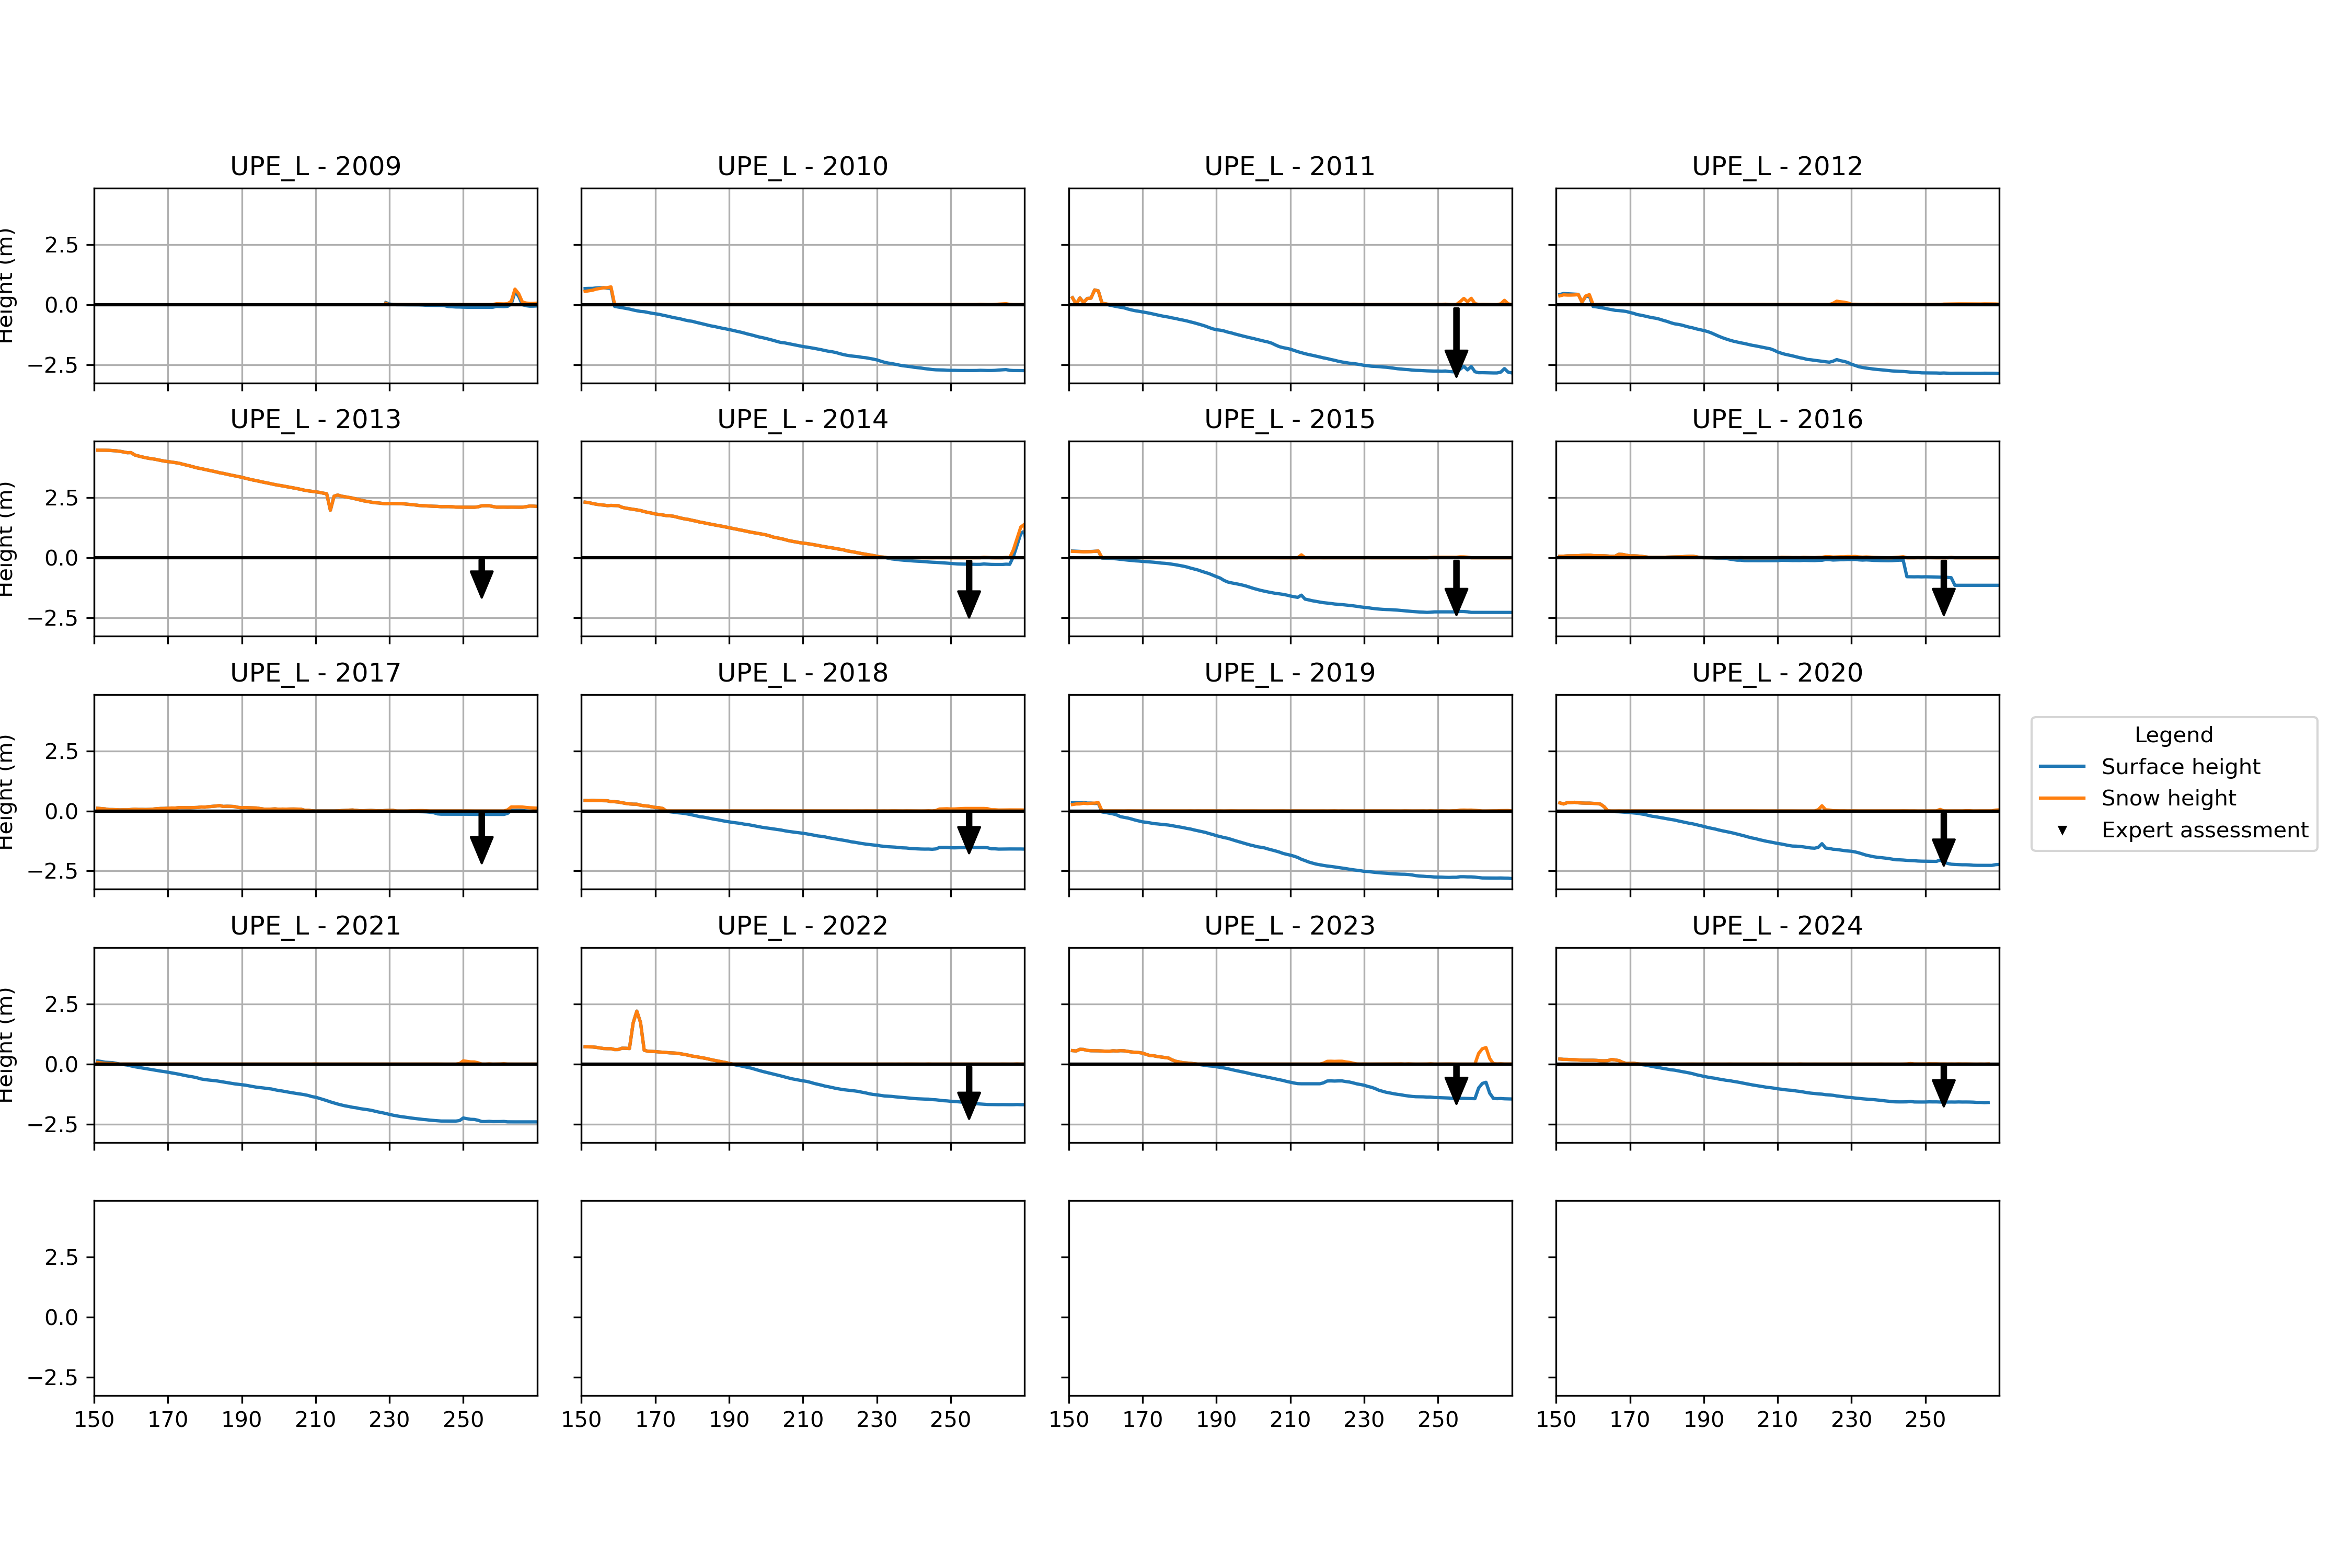 UPE_L - 2009 UPE_L - 2010 UPE_L - 2011 UPE_L - 2012
Height (m)
2.5
0.0
−2.5
UPE_L - 2013 UPE_L - 2014 UPE_L - 2015 UPE_L - 2016
Height (m)
2.5
0.0
−2.5
UPE_L - 2017 UPE_L - 2018 UPE_L - 2019 UPE_L - 2020
Height (m)
2.5
0.0
−2.5
Legend
Surface height
Snow height
Expert assessment
UPE_L - 2021 UPE_L - 2022 UPE_L - 2023 UPE_L - 2024
Height (m)
2.5
0.0
−2.5
2.5
0.0
−2.5
150 170 190 210 230 250 150 170 190 210 230 250 150 170 190 210 230 250 150 170 190 210 230 250